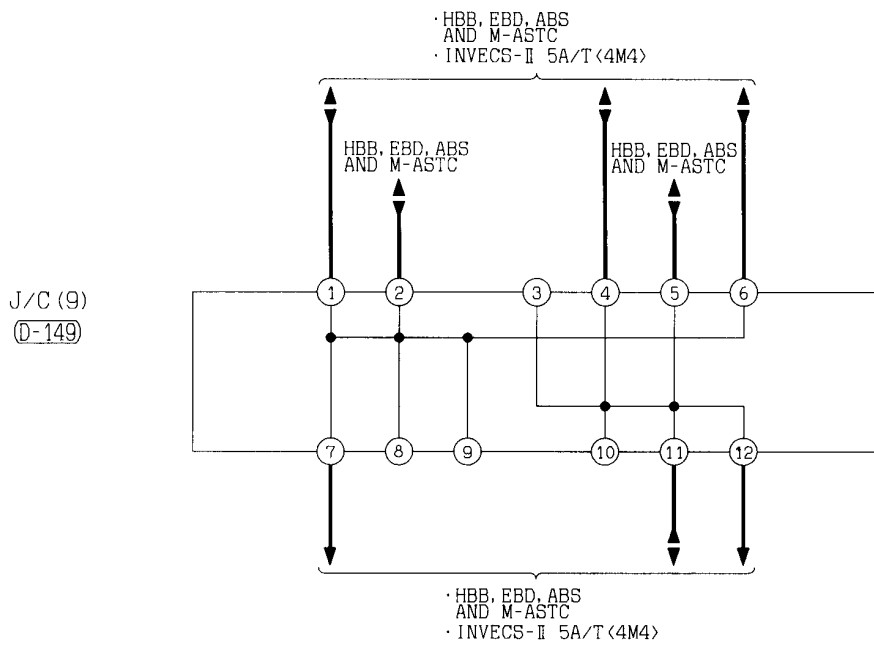 ·HBB, EBD, ABS
AND M-ASTC
·INVECS-Ⅱ 5A/T<4M4>
HBB, EBD, ABS
AND M-ASTC
HBB, EBD, ABS
AND M-ASTC
1 2 3 4 5 6
J/C (9)
D-149
7 8 9 10 11 12
·HBB, EBD, ABS
AND M-ASTC
·INVECS-Ⅱ 5A/T<4M4>